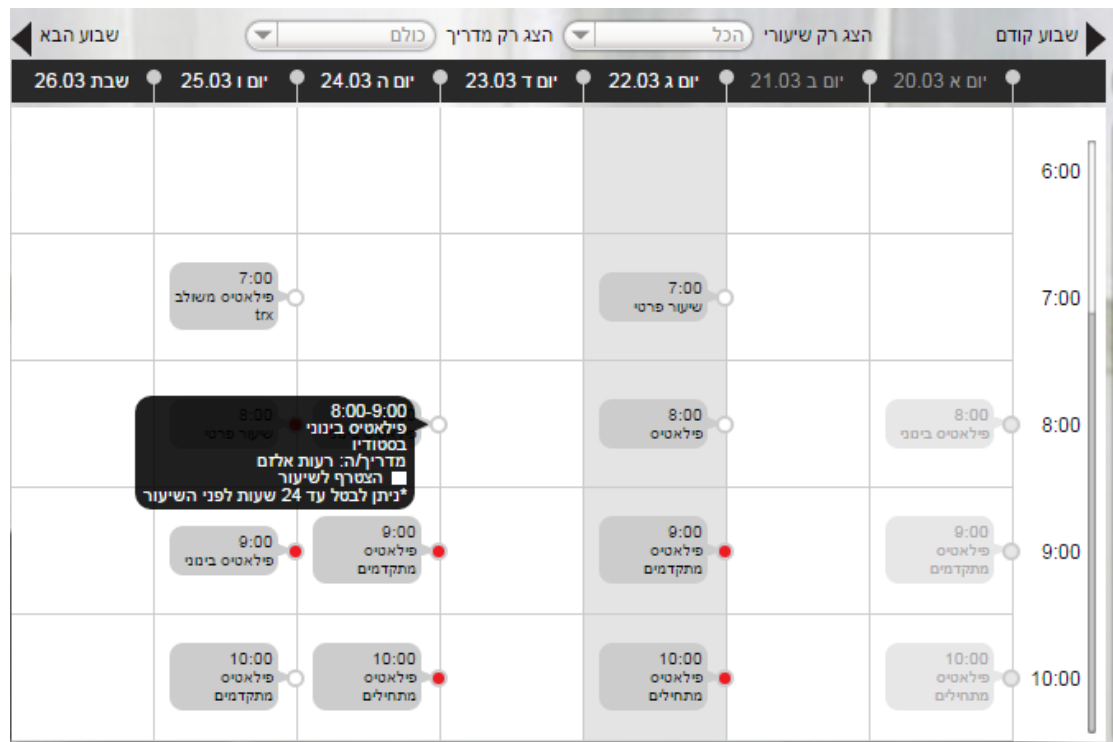 שבוע קודם
הצג רק שיעורי
הכל
הצג רק מדריך
כולם
שבוע הבא
יום א 20.03
יום ב 21.03
יום ג 22.03
יום ד 23.03
יום ה 24.03
יום ו 25.03
שבת 26.03
6:00
7:00
7:00
שיעור פרטי
7:00
פילאטיס משולב
trx
8:00
8:00
פילאטיס בינוני
8:00
פילאטיס
8:00-9:00
פילאטיס בינוני
בסטודיו
מדריך/ה: רעות אלזם
הצטרף לשיעור
*ניתן לבטל עד 24 שעות לפני השיעור
8:00
שיעור פרטי
9:00
9:00
פילאטיס
מתקדמים
9:00
פילאטיס
מתקדמים
9:00
פילאטיס
מתקדמים
9:00
פילאטיס בינוני
10:00
10:00
פילאטיס
מתחילים
10:00
פילאטיס
מתחילים
10:00
פילאטיס
מתחילים
10:00
פילאטיס
מתקדמים